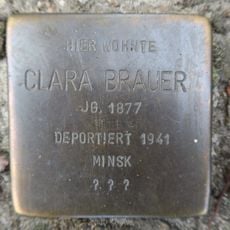 HIER WOHNTE
CLARA BRAUER
JG. 1877
DEPORTIERT 1941
MINSK
? ? ?